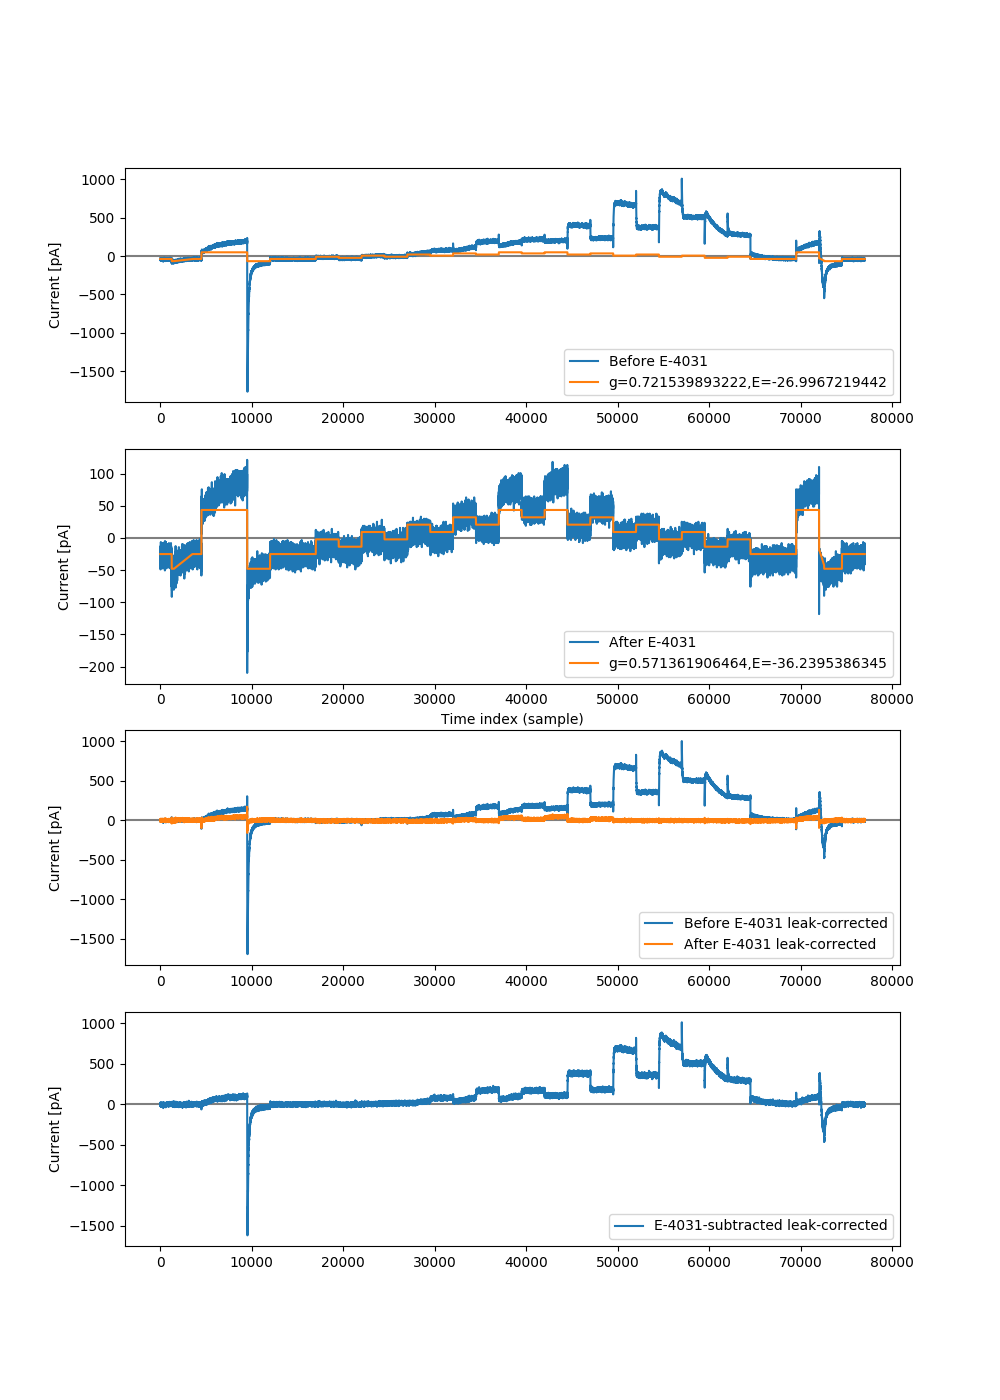 1000
500
0
−500
−1000
−1500
Current [pA]
Before E-4031
g=0.721539893222,E=-26.9967219442
0 10000 20000 30000 40000 50000 60000 70000 80000
100
50
0
−50
−100
−150
−200
Current [pA]
After E-4031
g=0.571361906464,E=-36.2395386345
0 10000 20000 30000 40000 50000 60000 70000 80000
Time index (sample)
1000
500
0
−500
−1000
−1500
Current [pA]
Before E-4031 leak-corrected
After E-4031 leak-corrected
0 10000 20000 30000 40000 50000 60000 70000 80000
1000
500
0
−500
−1000
−1500
Current [pA]
E-4031-subtracted leak-corrected
0 10000 20000 30000 40000 50000 60000 70000 80000